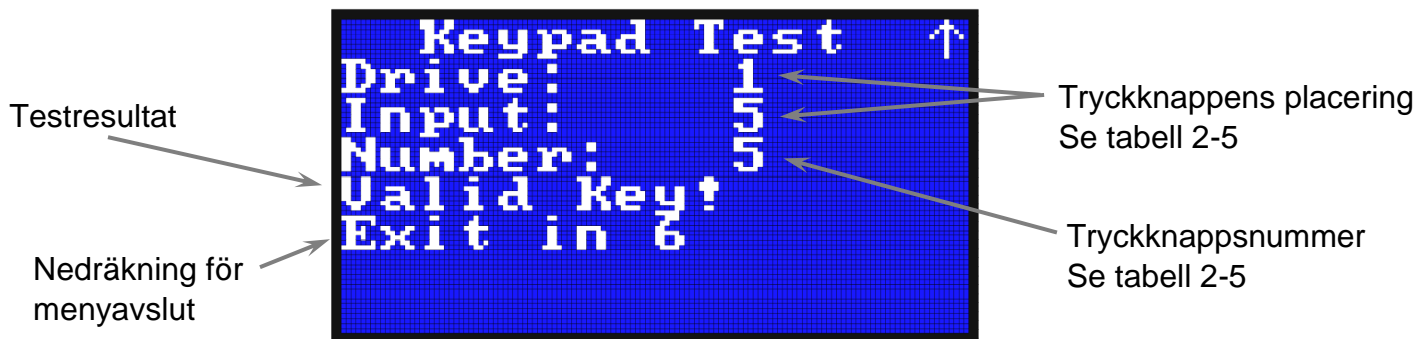 Keypad Test ↑
Drive: 1
Input: 5
Number: 5
Valid Key!
Exit in 6
Testresultat
Nedräkning för
menyavslut
Tryckknappens placering
Se tabell 2-5
Tryckknappsnummer
Se tabell 2-5